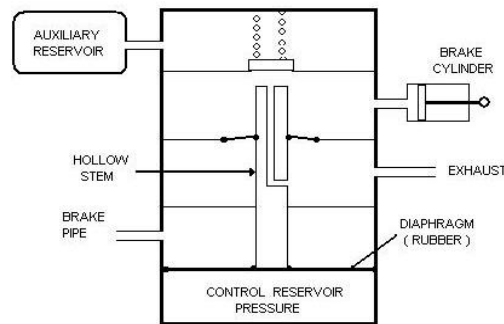 AUXILIARY
RESERVOIR
BRAKE
CYLINDER
HOLLOW
STEM
EXHAUST
BRAKE
PIPE
DIAPHRAGM
( RUBBER )
CONTROL RESERVOIR
PRESSURE